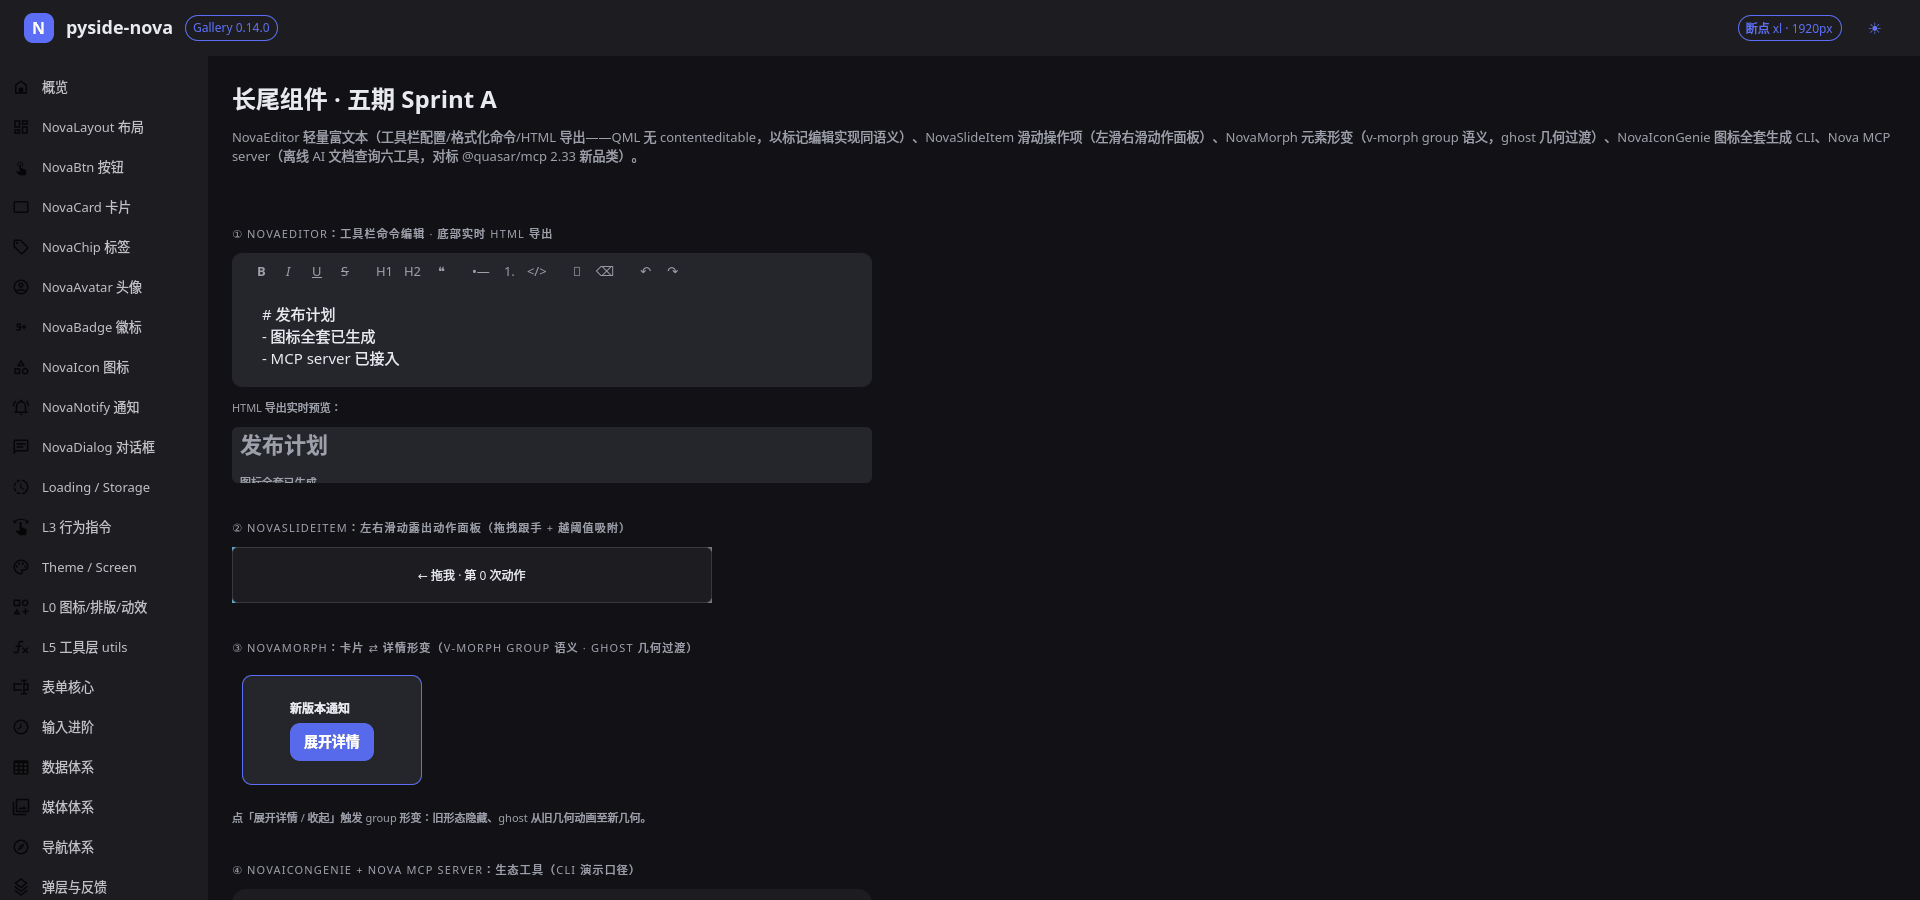 N pyside-nova Gallery 0.14.0 断点 xl · 1920px ☀
概览
NovaLayout 布局
NovaBtn 按钮
NovaCard 卡片
NovaChip 标签
NovaAvatar 头像
9+ NovaBadge 徽标
NovaIcon 图标
NovaNotify 通知
NovaDialog 对话框
Loading / Storage
L3 行为指令
Theme / Screen
L0 图标/排版/动效
L5 工具层 utils
表单核心
输入进阶
数据体系
媒体体系
导航体系
弹层与反馈
长尾组件 · 五期 Sprint A
NovaEditor 轻量富文本（工具栏配置/格式化命令/HTML 导出——QML 无 contenteditable，以标记编辑实现同语义）、NovaSlideItem 滑动操作项（左滑右滑动作面板）、NovaMorph 元素形变（v-morph group 语义，ghost 几何过渡）、NovaIconGenie 图标全套生成 CLI、Nova MCP
server（离线 AI 文档查询六工具，对标 @quasar/mcp 2.33 新品类）。
① NOVAEDITOR：工具栏命令编辑 · 底部实时 HTML 导出
B I U S H1 H2 ❝ •— 1. </> ⌫ ↶ ↷
# 发布计划
- 图标全套已生成
- MCP server 已接入
HTML 导出实时预览：
发布计划
图标全套已生成
② NOVASLIDEITEM：左右滑动露出动作面板（拖拽跟手 + 越阈值吸附）
← 拖我 · 第 0 次动作
③ NOVAMORPH：卡片 ⇄ 详情形变（V-MORPH GROUP 语义 · GHOST 几何过渡）
新版本通知
展开详情
点「展开详情 / 收起」触发 group 形变：旧形态隐藏、ghost 从旧几何动画至新几何。
④ NOVAICONGENIE + NOVA MCP SERVER：生态工具（CLI 演示口径）